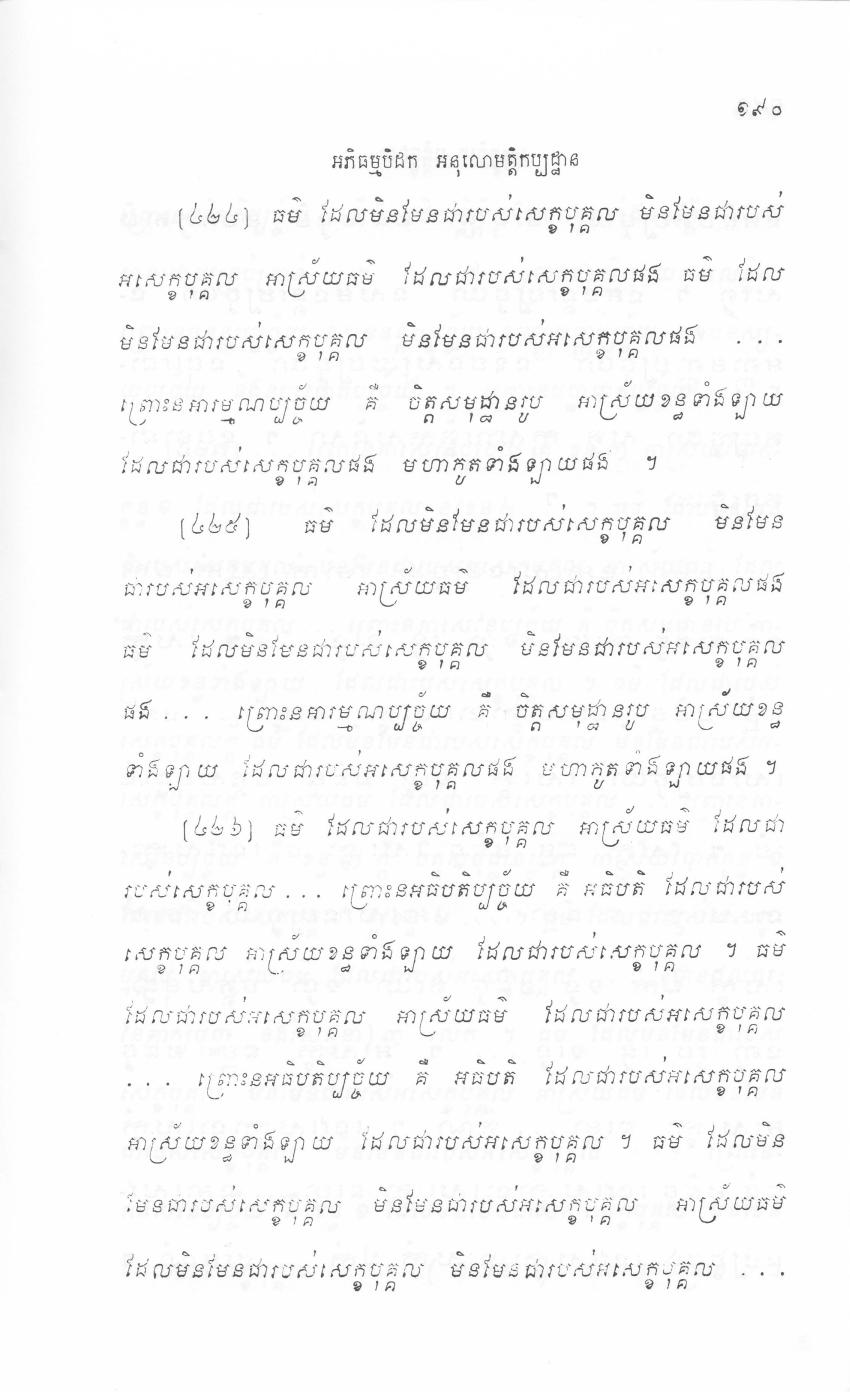 ១៩០
អភិធម្មបិដក អនុលោមត្តិកប្បដ្ឋាន
[៤២៤] ធម៌ ដែលមិនមែនជារបស់សេក្ខបុគ្គល មិនមែនជារបស់
អសេក្ខបុគ្គល អាស្រ័យធម៌ ដែលជារបស់សេក្ខបុគ្គលផង ធម៌ ដែល
មិនមែនជារបស់សេក្ខបុគ្គល មិនមែនជារបស់អសេក្ខបុគ្គលផង ...
ព្រោះនអារម្មណប្បច្ច័យ គឺ ចិត្តសមុដ្ឋានរូប អាស្រ័យខន្ធទាំងឡាយ
ដែលជារបស់សេក្ខបុគ្គលផង មហាភូតទាំងឡាយផង ។
[៤២៥] ធម៌ ដែលមិនមែនជារបស់សេក្ខបុគ្គល មិនមែន
ជារបស់អសេក្ខបុគ្គល អាស្រ័យធម៌ ដែលជារបស់អសេក្ខបុគ្គលផង
ធម៌ ដែលមិនមែនជារបស់សេក្ខបុគ្គល មិនមែនជារបស់អសេក្ខបុគ្គល
ផង ... ព្រោះនអារម្មណប្បច្ច័យ គឺ ចិត្តសមុដ្ឋានរូប អាស្រ័យខន្ធ
ទាំងឡាយ ដែលជារបស់អសេក្ខបុគ្គលផង មហាភូតទាំងឡាយផង ។
[៤២៦] ធម៌ ដែលជារបស់សេក្ខបុគ្គល អាស្រ័យធម៌ ដែលជា
របស់សេក្ខបុគ្គល ... ព្រោះនអធិបតិប្បច្ច័យ គឺ អធិបតិ ដែលជារបស់
សេក្ខបុគ្គល អាស្រ័យខន្ធទាំងឡាយ ដែលជារបស់សេក្ខបុគ្គល ។ ធម៌
ដែលជារបស់អសេក្ខបុគ្គល អាស្រ័យធម៌ ដែលជារបស់អសេក្ខបុគ្គល
... ព្រោះនអធិបតិប្បច្ច័យ គឺ អធិបតិ ដែលជារបស់អសេក្ខបុគ្គល
អាស្រ័យខន្ធទាំងឡាយ ដែលជារបស់អសេក្ខបុគ្គល ។ ធម៌ ដែលមិន
មែនជារបស់សេក្ខបុគ្គល មិនមែនជារបស់អសេក្ខបុគ្គល អាស្រ័យធម៌
ដែលមិនមែនជារបស់សេក្ខបុគ្គល មិនមែនជារបស់អសេក្ខបុគ្គល ...